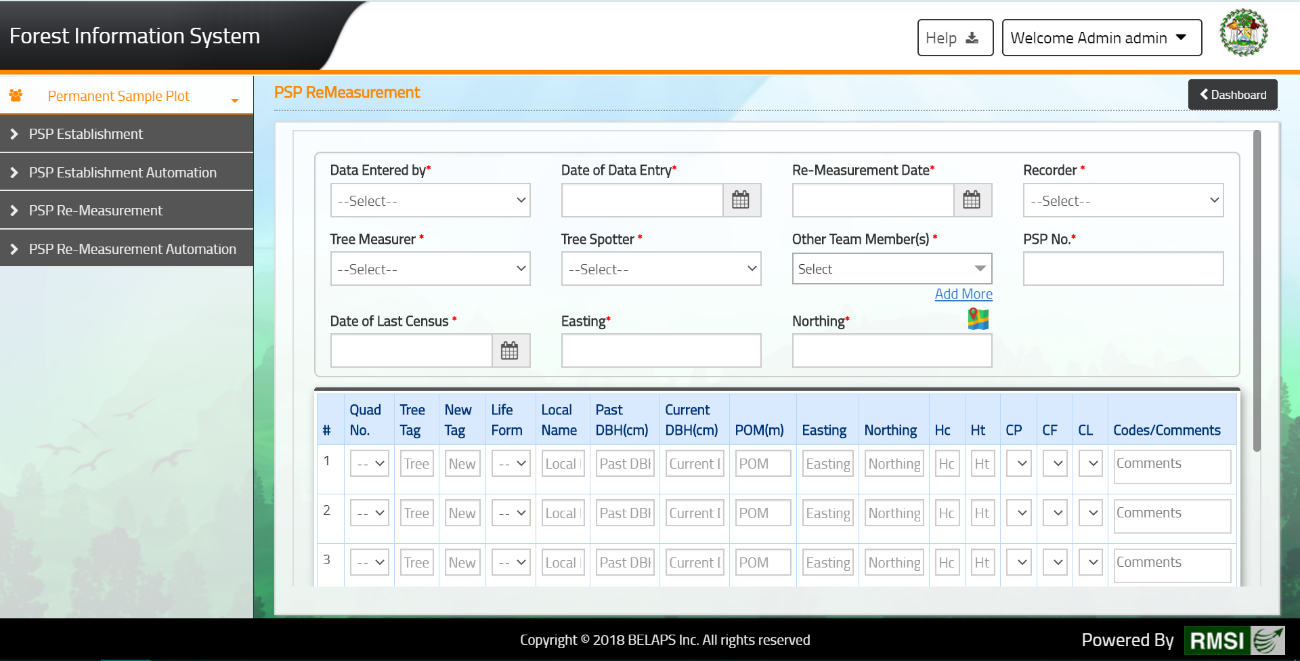 Forest Information System
Help
Welcome Admin admin
Permanent Sample Plot
PSP Establishment
PSP Establishment Automation
PSP Re-Measurement
PSP Re-Measurement Automation
PSP ReMeasurement
Dashboard
Data Entered by* Date of Data Entry* Re-Measurement Date* Recorder *
--Select-- --Select--
Tree Measurer * Tree Spotter * Other Team Member(s) * PSP No.*
--Select-- --Select-- Select
Add More
Date of Last Census * Easting* Northing*
# Quad No. Tree Tag New Tag Life Form Local Name Past DBH(cm) Current DBH(cm) POM(m) Easting Northing Hc Ht CP CF CL Codes/Comments
1 -- Tree New -- Local Past DBH Current POM Easting Northing Hc Ht Comments
2 -- Tree New -- Local Past DBH Current POM Easting Northing Hc Ht Comments
3 -- Tree New -- Local Past DBH Current POM Easting Northing Hc Ht Comments
Copyright © 2018 BELAPS Inc. All rights reserved
Powered By RMSI